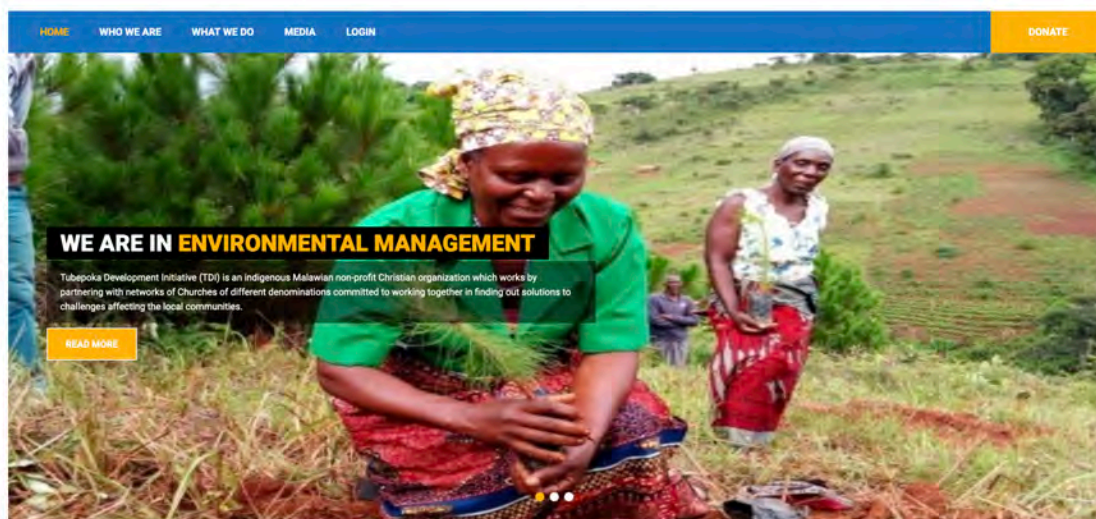 HOME WHO WE ARE WHAT WE DO MEDIA LOGIN DONATE
WE ARE IN ENVIRONMENTAL MANAGEMENT
Tubepoka Development Initiative (TDI) is an indigenous Malawian non-profit Christian organization which works by
partnering with networks of Churches of different denominations committed to working together in finding out solutions to
challenges affecting the local communities.
READ MORE